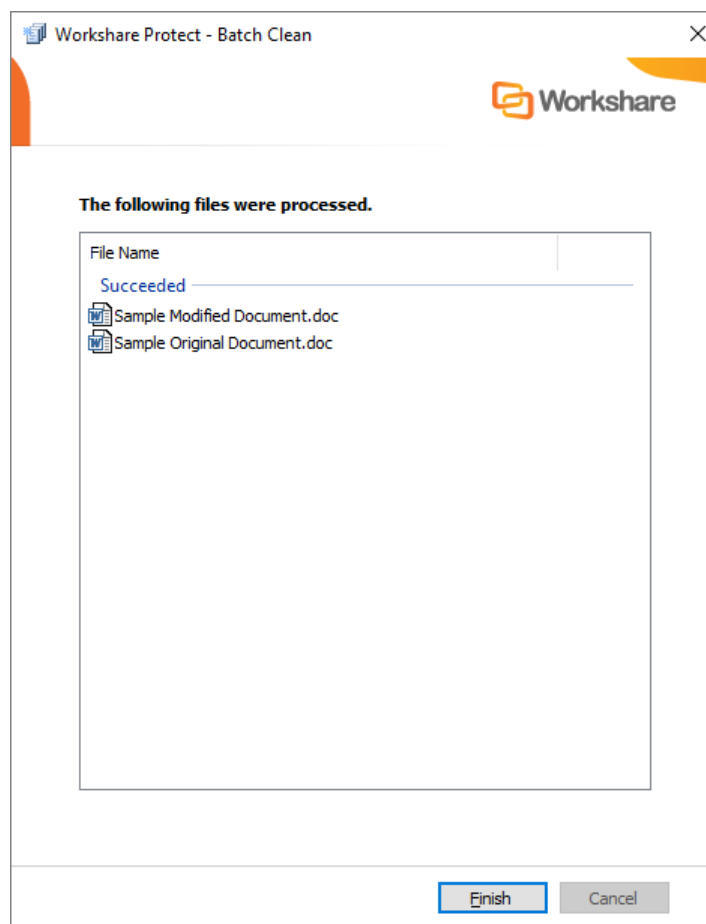 Workshare Protect - Batch Clean
Workshare
The following files were processed.
File Name
Succeeded
Sample Modified Document.doc
Sample Original Document.doc
Finish Cancel